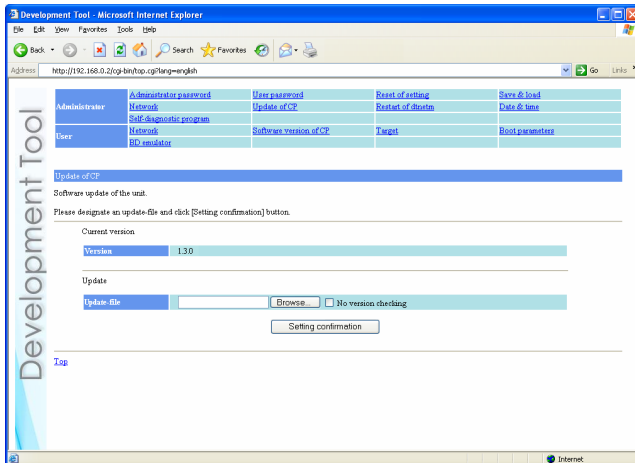 Development Tool - Microsoft Internet Explorer
File Edit View Favorites Tools Help
Back Search Favorites
Address http://192.168.0.2/cgi-bin/top.cgi?lang=english Go Links »
Development Tool
Administrator Administrator password User password Reset of setting Save & load
Network Update of CP Restart of dtnetm Date & time
Self-diagnostic program
User Network Software version of CP Target Boot parameters
BD emulator
Update of CP
Software update of the unit.
Please designate an update-file and click [Setting confirmation] button.
Current version
Version 1.3.0
Update
Update-file Browse... No version checking
Setting confirmation
Top
Internet